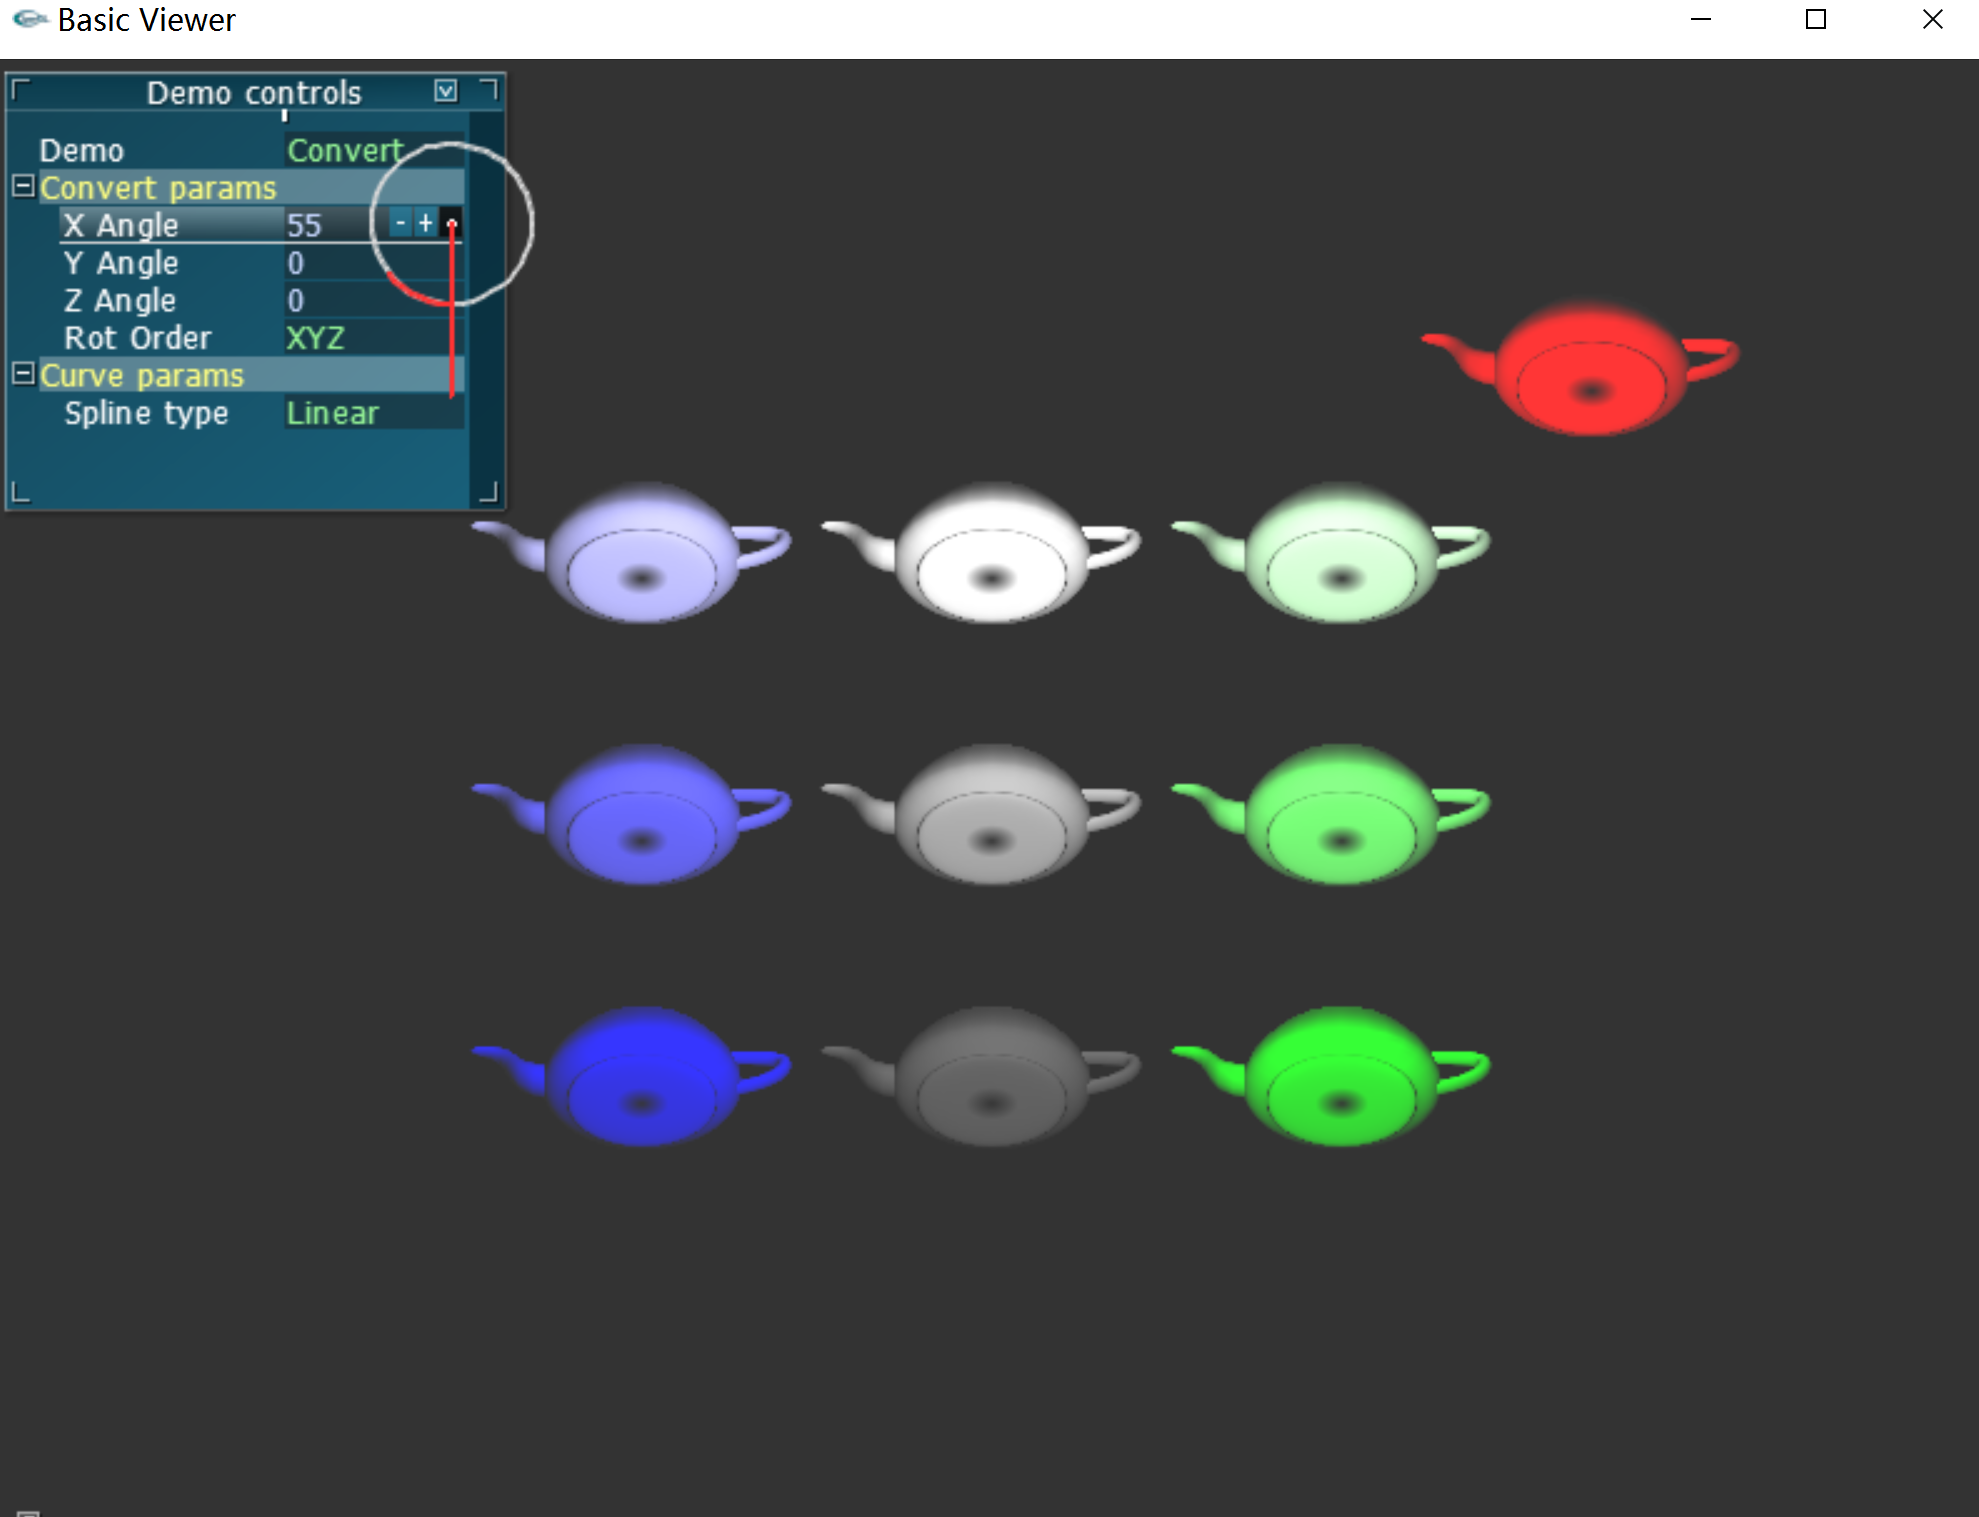 Basic Viewer
Demo controls
Demo Convert
Convert params
X Angle 55 - +
Y Angle 0
Z Angle 0
Rot Order XYZ
Curve params
Spline type Linear